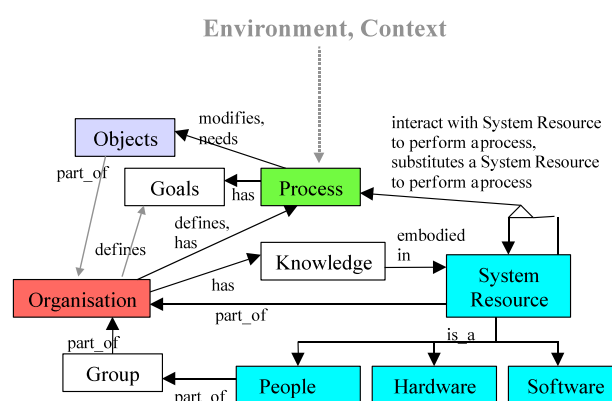 Environment, Context
modifies,
needs
interact with System Resource
to perform a process,
substitutes a System Resource
to perform a process
Objects
part_of
Goals
has
Process
defines,
has
defines
Knowledge
embodied
in
System
Resource
Organisation
has
part_of
part_of
is_a
Group
part_of
People
Hardware
Software